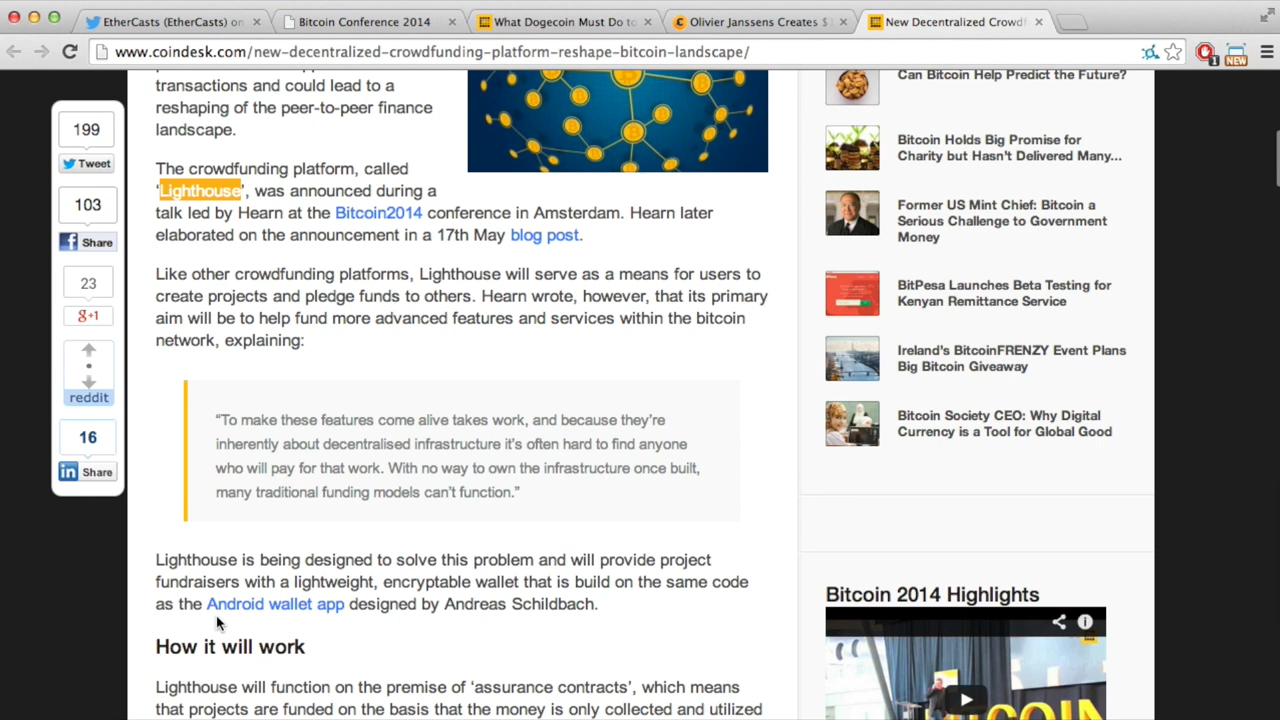 EtherCasts (EtherCasts) on
Bitcoin Conference 2014
What Dogecoin Must Do to
Olivier Janssens Creates $
New Decentralized Crowdf
www.coindesk.com/new-decentralized-crowdfunding-platform-reshape-bitcoin-landscape/
NEW
199
Tweet
103
Share
23
+1
reddit
16
in Share
transactions and could lead to a
reshaping of the peer-to-peer finance
landscape.
The crowdfunding platform, called
‘Lighthouse’, was announced during a
talk led by Hearn at the Bitcoin2014 conference in Amsterdam. Hearn later
elaborated on the announcement in a 17th May blog post.
Like other crowdfunding platforms, Lighthouse will serve as a means for users to
create projects and pledge funds to others. Hearn wrote, however, that its primary
aim will be to help fund more advanced features and services within the bitcoin
network, explaining:
“To make these features come alive takes work, and because they’re
inherently about decentralised infrastructure it’s often hard to find anyone
who will pay for that work. With no way to own the infrastructure once built,
many traditional funding models can’t function.”
Lighthouse is being designed to solve this problem and will provide project
fundraisers with a lightweight, encryptable wallet that is build on the same code
as the Android wallet app designed by Andreas Schildbach.
How it will work
Lighthouse will function on the premise of ‘assurance contracts’, which means
that projects are funded on the basis that the money is only collected and utilized
Can Bitcoin Help Predict the Future?
Bitcoin Holds Big Promise for
Charity but Hasn't Delivered Many...
Former US Mint Chief: Bitcoin a
Serious Challenge to Government
Money
BitPesa Launches Beta Testing for
Kenyan Remittance Service
Ireland’s BitcoinFRENZY Event Plans
Big Bitcoin Giveaway
Bitcoin Society CEO: Why Digital
Currency is a Tool for Global Good
Bitcoin 2014 Highlights
BITCOIN